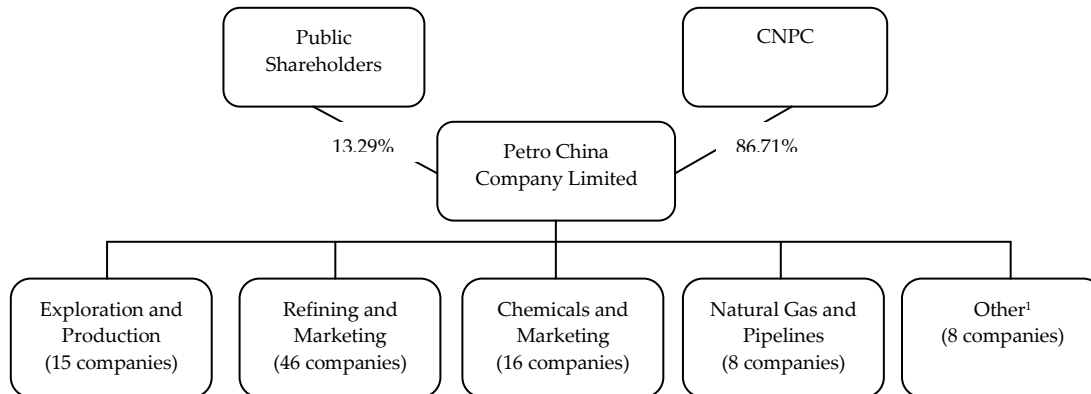 Public
Shareholders
CNPC
13.29%
Petro China
Company Limited
86.71%
Exploration and
Production
(15 companies)
Refining and
Marketing
(46 companies)
Chemicals and
Marketing
(16 companies)
Natural Gas and
Pipelines
(8 companies)
Other¹
(8 companies)